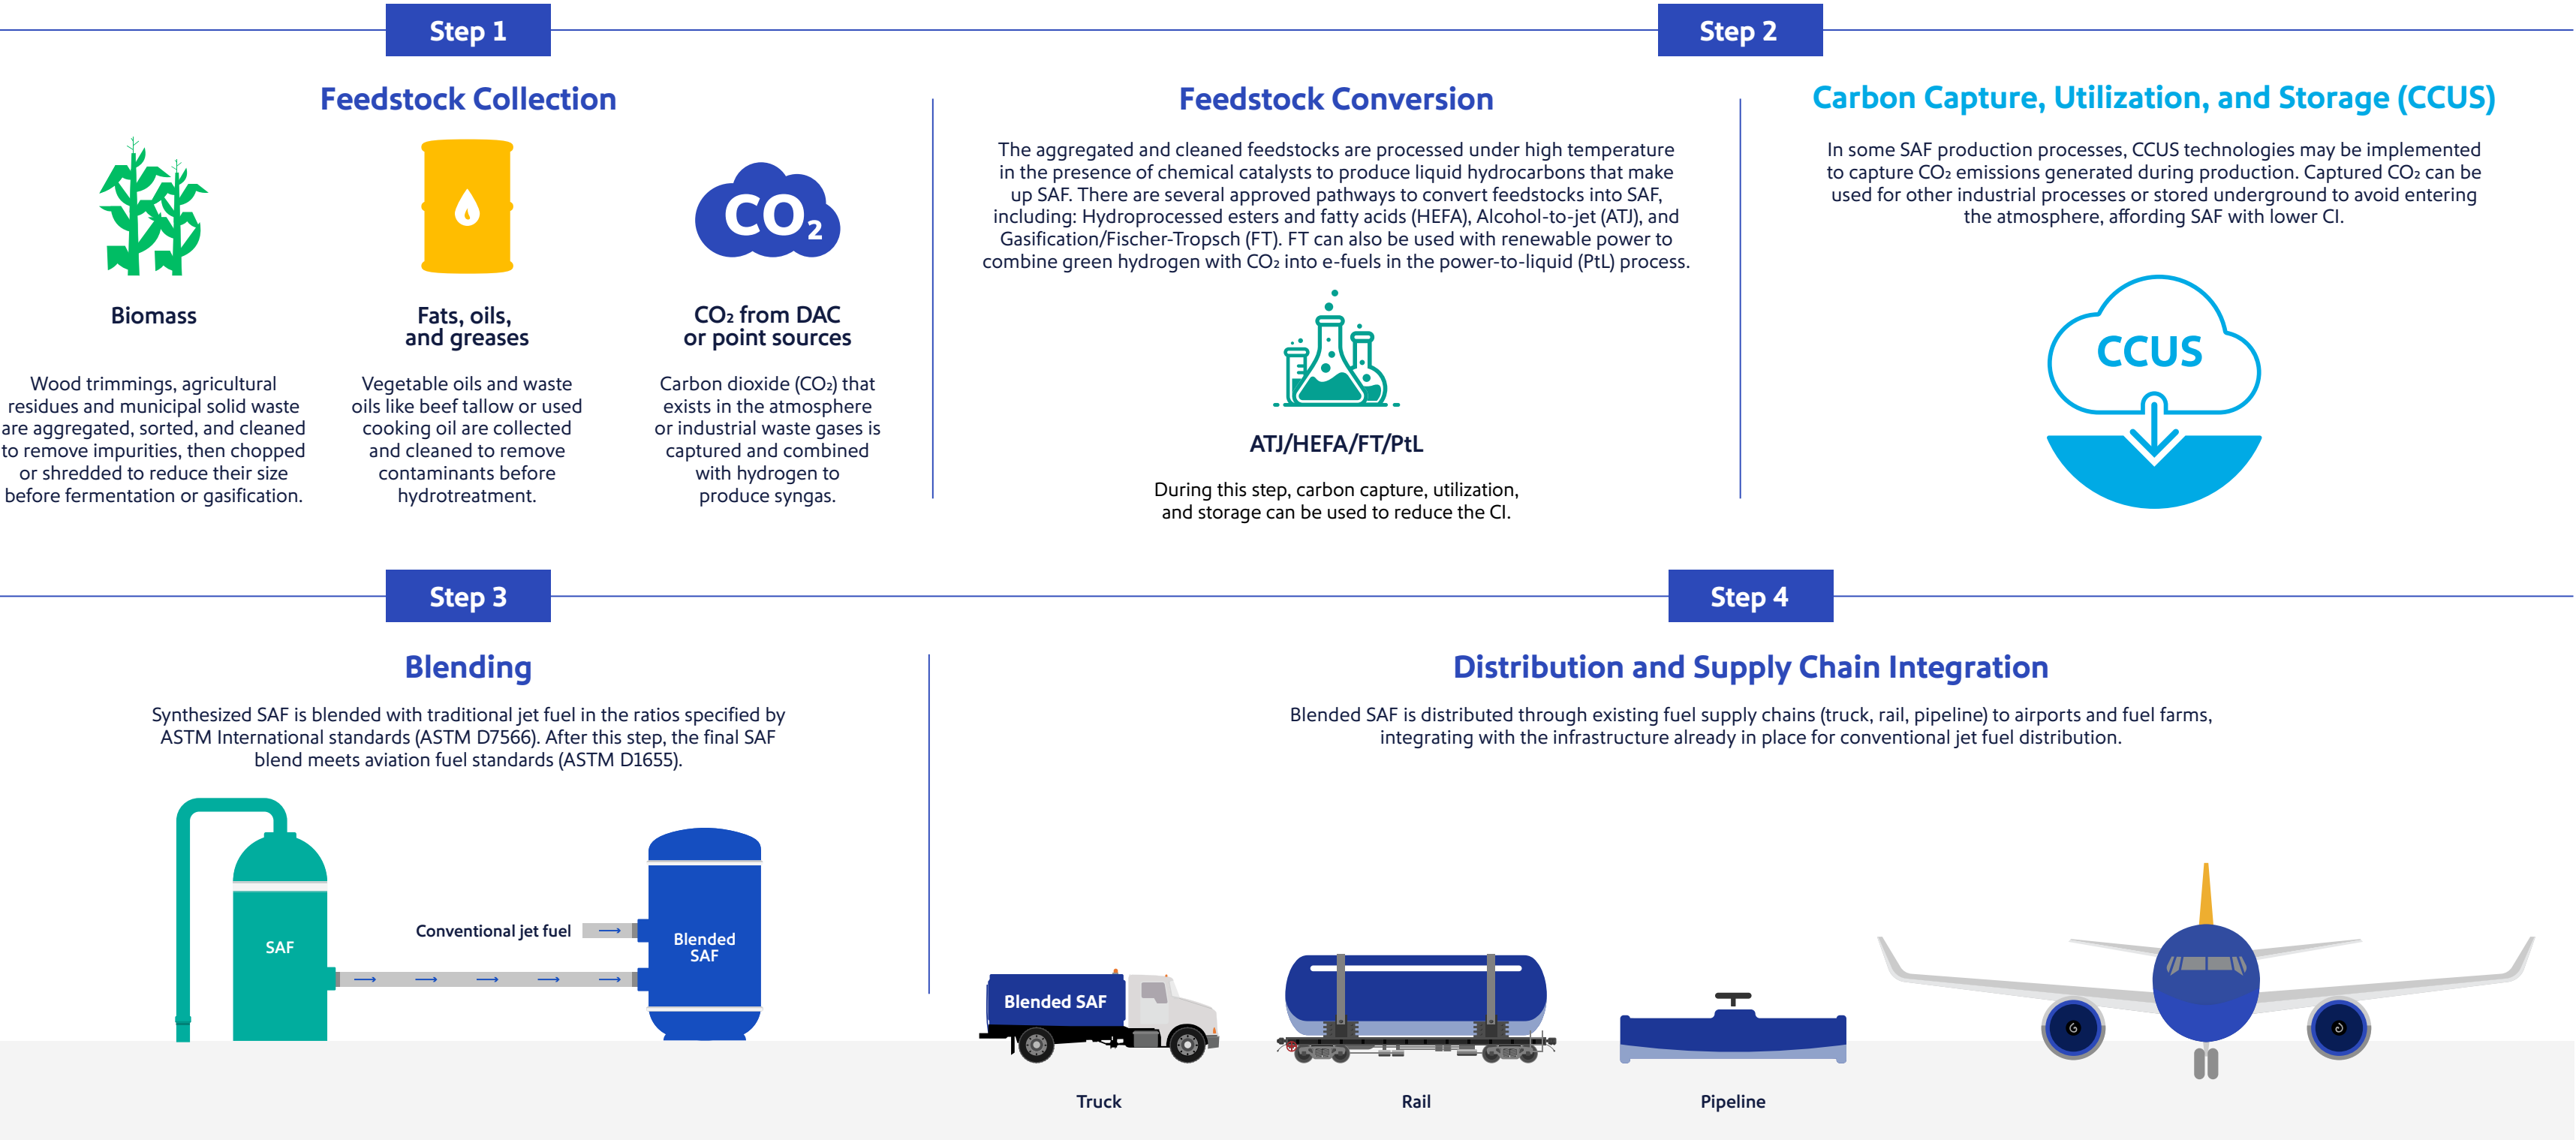 Step 1
Feedstock Collection
CO₂
Biomass
Wood trimmings, agricultural
residues and municipal solid waste
are aggregated, sorted, and cleaned
to remove impurities, then chopped
or shredded to reduce their size
before fermentation or gasification.
Fats, oils,
and greases
Vegetable oils and waste
oils like beef tallow or used
cooking oil are collected
and cleaned to remove
contaminants before
hydrotreatment.
CO₂ from DAC
or point sources
Carbon dioxide (CO₂) that
exists in the atmosphere
or industrial waste gases is
captured and combined
with hydrogen to
produce syngas.
Step 2
Feedstock Conversion
The aggregated and cleaned feedstocks are processed under high temperature
in the presence of chemical catalysts to produce liquid hydrocarbons that make
up SAF. There are several approved pathways to convert feedstocks into SAF,
including: Hydroprocessed esters and fatty acids (HEFA), Alcohol-to-jet (ATJ), and
Gasification/Fischer-Tropsch (FT). FT can also be used with renewable power to
combine green hydrogen with CO₂ into e-fuels in the power-to-liquid (PtL) process.
ATJ/HEFA/FT/PtL
During this step, carbon capture, utilization,
and storage can be used to reduce the CI.
Carbon Capture, Utilization, and Storage (CCUS)
In some SAF production processes, CCUS technologies may be implemented
to capture CO₂ emissions generated during production. Captured CO₂ can be
used for other industrial processes or stored underground to avoid entering
the atmosphere, affording SAF with lower CI.
CCUS
Step 3
Blending
Synthesized SAF is blended with traditional jet fuel in the ratios specified by
ASTM International standards (ASTM D7566). After this step, the final SAF
blend meets aviation fuel standards (ASTM D1655).
SAF
Conventional jet fuel
Blended
SAF
Step 4
Distribution and Supply Chain Integration
Blended SAF is distributed through existing fuel supply chains (truck, rail, pipeline) to airports and fuel farms,
integrating with the infrastructure already in place for conventional jet fuel distribution.
Blended SAF
Truck
Rail
Pipeline